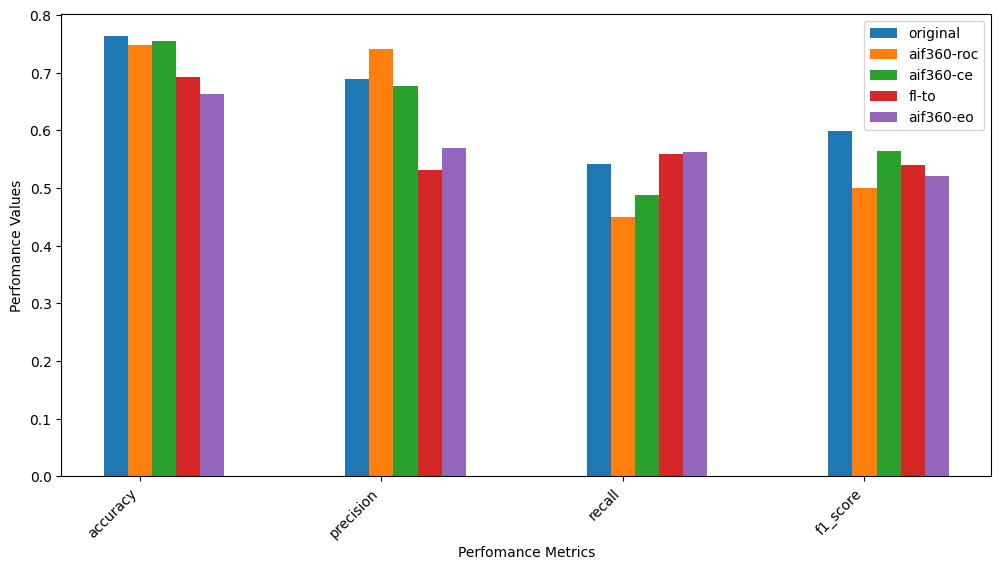 0.8
0.7
0.6
0.5
0.4
0.3
0.2
0.1
0.0
Perfomance Values
original
aif360-roc
aif360-ce
fl-to
aif360-eo
accuracy
precision
recall
f1_score
Perfomance Metrics